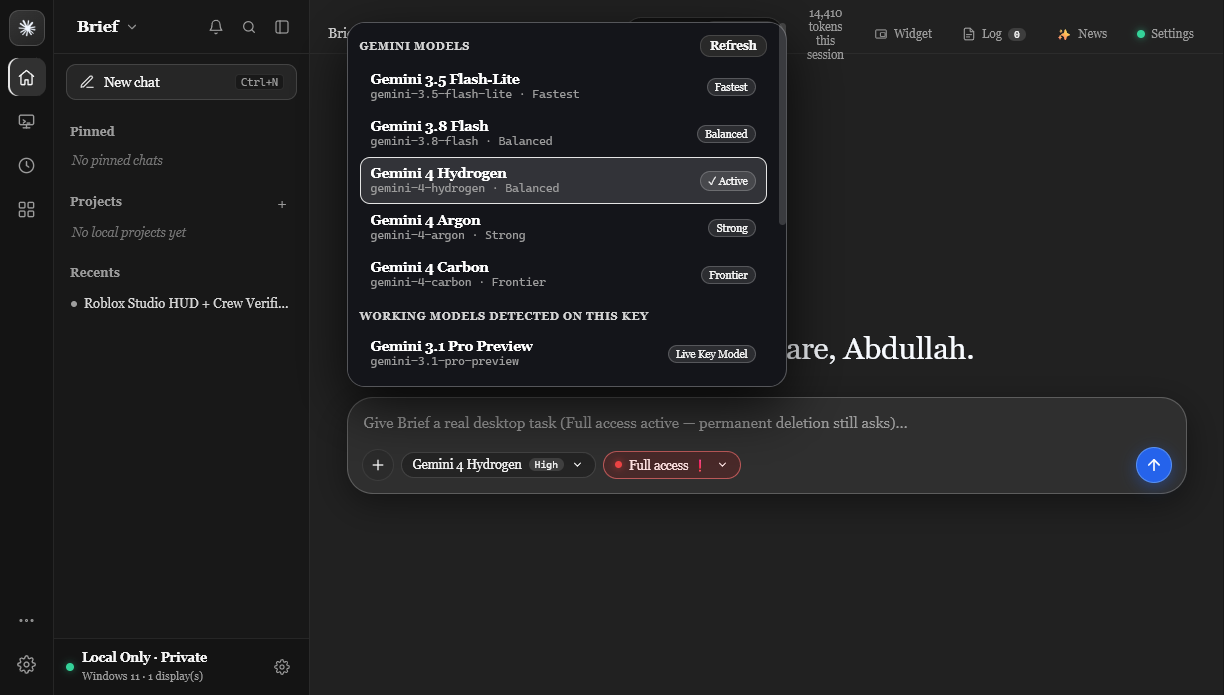 Brief
New chat
Ctrl+N
Pinned
No pinned chats
Projects
+
No local projects yet
Recents
Roblox Studio HUD + Crew Verifi...
Local Only · Private
Windows 11 · 1 display(s)
14,410
tokens
this
session
Widget
Log 0
News
Settings
GEMINI MODELS
Refresh
Gemini 3.5 Flash-Lite
gemini-3.5-flash-lite · Fastest
Fastest
Gemini 3.8 Flash
gemini-3.8-flash · Balanced
Balanced
Gemini 4 Hydrogen
gemini-4-hydrogen · Balanced
✓ Active
Gemini 4 Argon
gemini-4-argon · Strong
Strong
Gemini 4 Carbon
gemini-4-carbon · Frontier
Frontier
WORKING MODELS DETECTED ON THIS KEY
Gemini 3.1 Pro Preview
gemini-3.1-pro-preview
Live Key Model
are, Abdullah.
Give Brief a real desktop task (Full access active — permanent deletion still asks)...
+
Gemini 4 Hydrogen High
Full access ❗